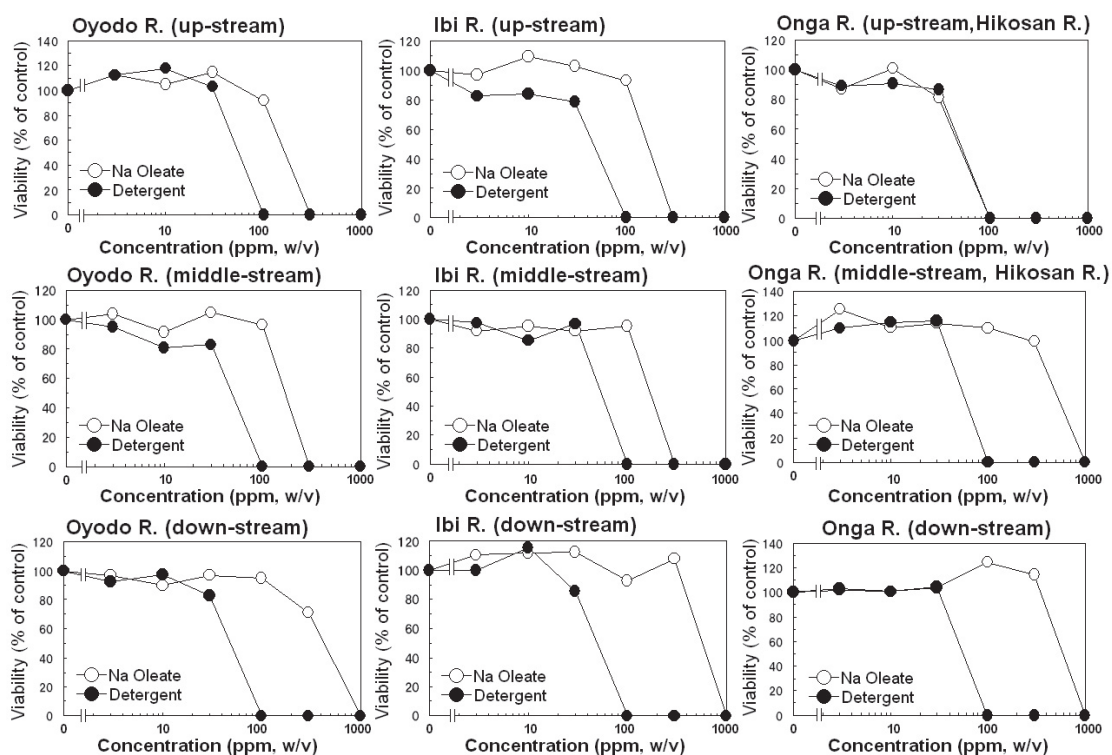 Oyodo R. (up-stream)
Viability (% of control)
140
120
100
80
60
40
20
0
Na Oleate
Detergent
0 10 100 1000
Concentration (ppm, w/v)
Ibi R. (up-stream)
Viability (% of control)
120
100
80
60
40
20
0
Na Oleate
Detergent
0 10 100 1000
Concentration (ppm, w/v)
Onga R. (up-stream,Hikosan R.)
Viability (% of control)
120
100
80
60
40
20
0
Na Oleate
Detergent
0 10 100 1000
Concentration (ppm, w/v)
Oyodo R. (middle-stream)
Viability (% of control)
120
100
80
60
40
20
0
Na Oleate
Detergent
0 10 100 1000
Concentration (ppm, w/v)
Ibi R. (middle-stream)
Viability (% of control)
120
100
80
60
40
20
0
Na Oleate
Detergent
0 10 100 1000
Concentration (ppm, w/v)
Onga R. (middle-stream, Hikosan R.)
Viability (% of control)
140
120
100
80
60
40
20
0
Na Oleate
Detergent
0 10 100 1000
Concentration (ppm, w/v)
Oyodo R. (down-stream)
Viability (% of control)
120
100
80
60
40
20
0
Na Oleate
Detergent
0 10 100 1000
Concentration (ppm, w/v)
Ibi R. (down-stream)
Viability (% of control)
120
100
80
60
40
20
0
Na Oleate
Detergent
0 10 100 1000
Concentration (ppm, w/v)
Onga R. (down-stream)
Viability (% of control)
140
120
100
80
60
40
20
0
Na Oleate
Detergent
0 10 100 1000
Concentration (ppm, w/v)